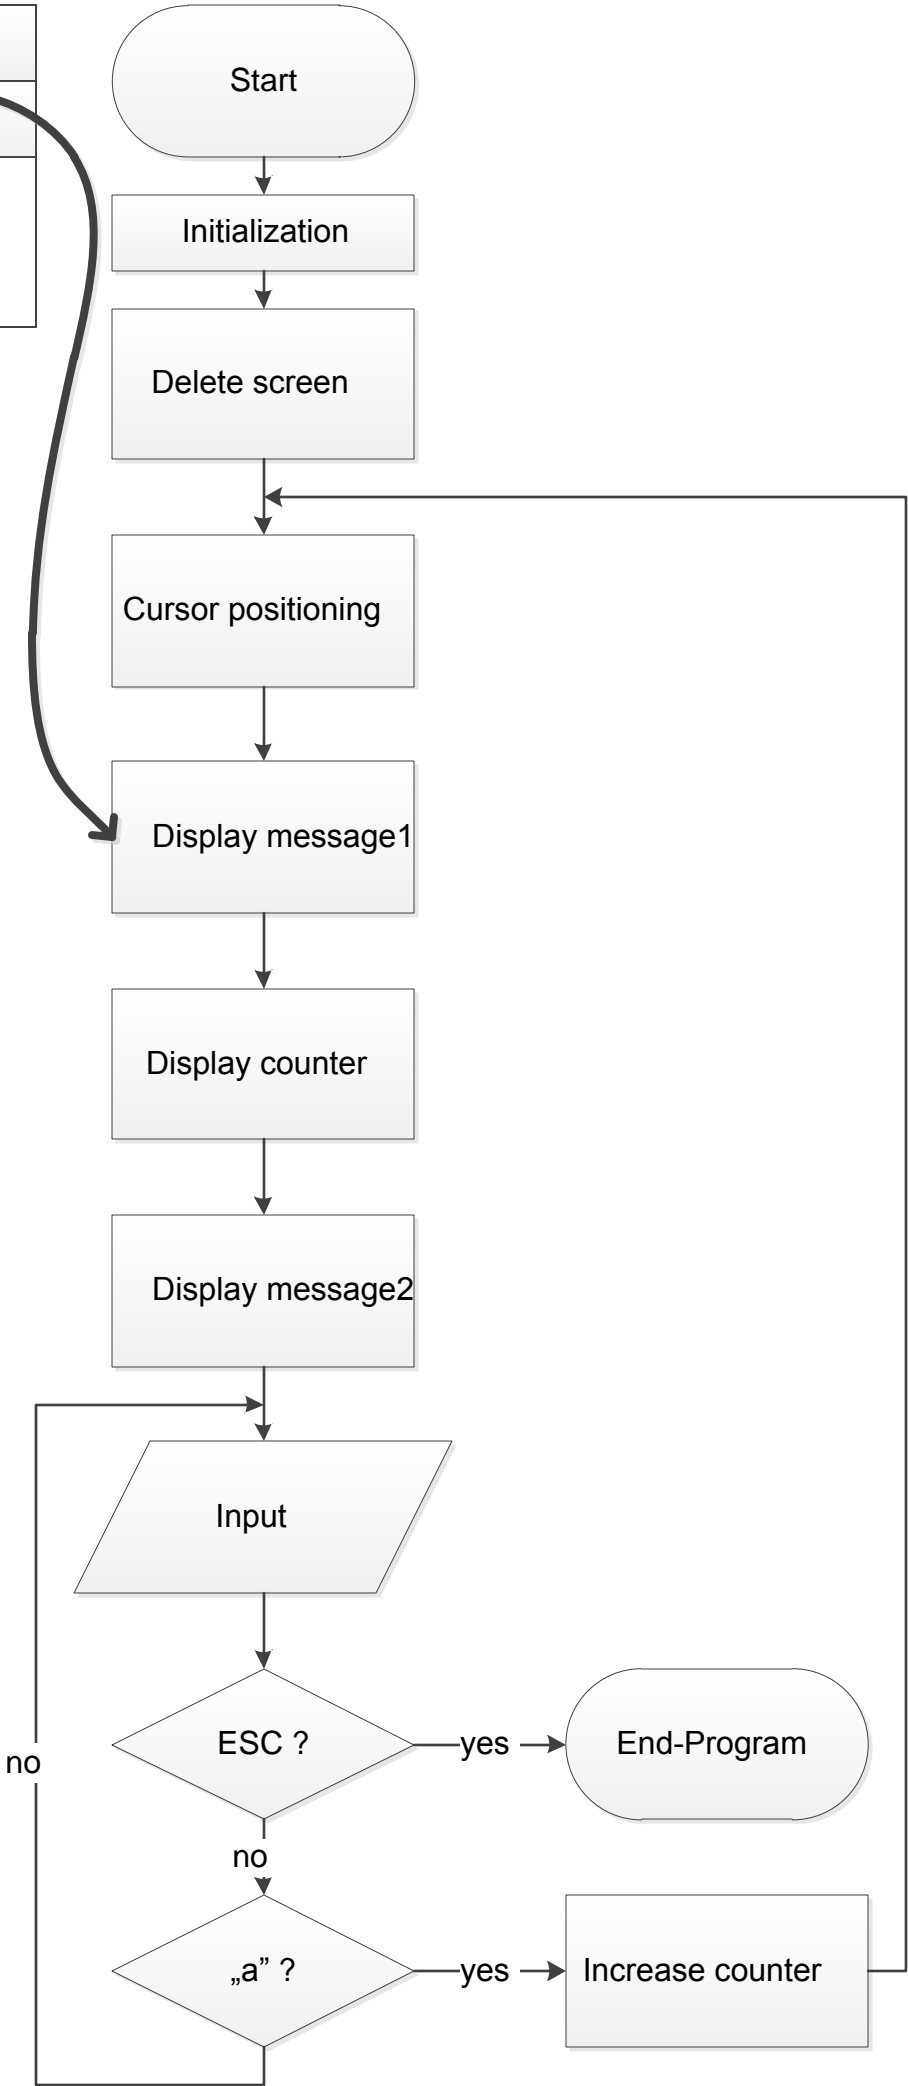 Start
Initialization
Delete screen
Cursor positioning
Display message1
Display counter
Display message2
Input
ESC ?
yes
End-Program
no
no
„a” ?
yes
Increase counter